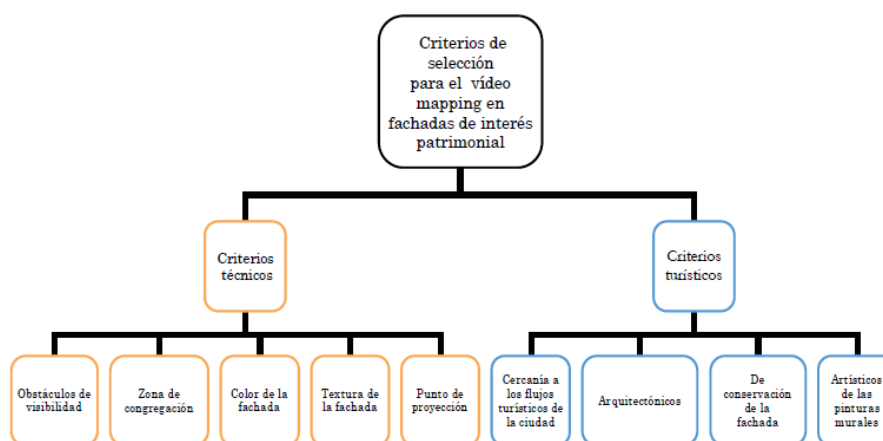 Criterios de
selección
para el vídeo
mapping en
fachadas de interés
patrimonial
Criterios
técnicos
Criterios
turísticos
Obstáculos de
visibilidad
Zona de
congregación
Color de la
fachada
Textura de
la fachada
Punto de
proyección
Cercanía a
los flujos
turísticos de
la ciudad
Arquitectónicos
De
conservación
de la
fachada
Artísticos
de las
pinturas
murales